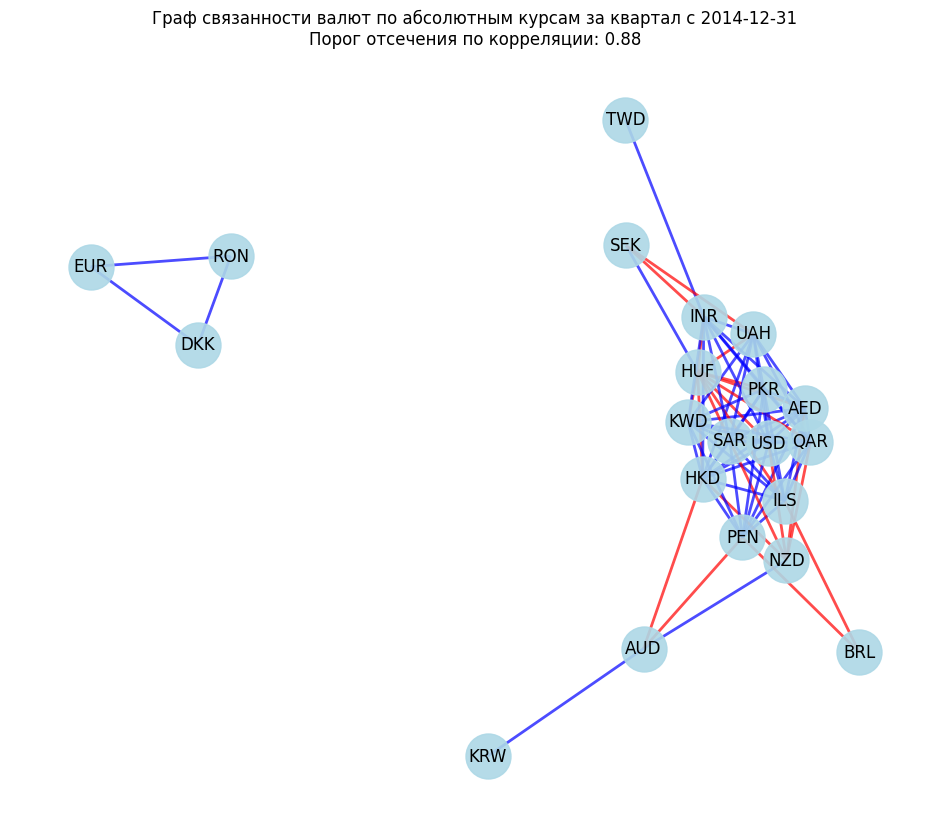 Граф связанности валют по абсолютным курсам за квартал с 2014-12-31
Порог отсечения по корреляции: 0.88
TWD
SEK
RON
EUR
INR
UAH
DKK
HUF
PKR
AED
KWD
SAR
USD
QAR
HKD
ILS
PEN
NZD
AUD
BRL
KRW